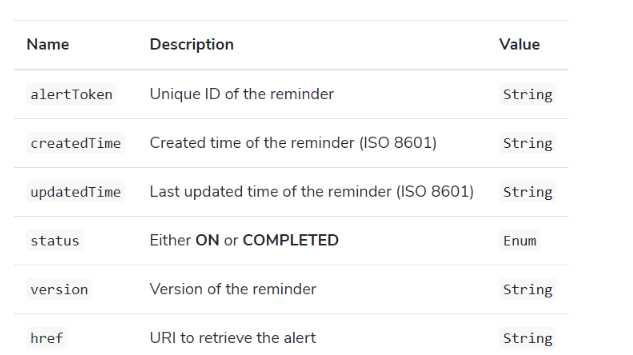 Name Description Value
alertToken Unique ID of the reminder String
createdTime Created time of the reminder (ISO 8601) String
updatedTime Last updated time of the reminder (ISO 8601) String
status Either ON or COMPLETED Enum
version Version of the reminder String
href URI to retrieve the alert String